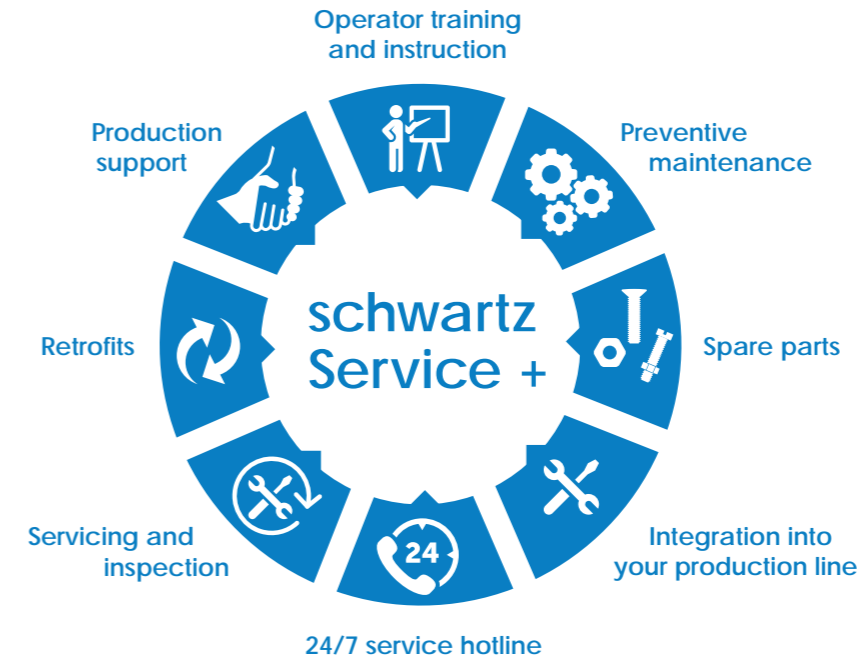 Operator training
and instruction
Production
support
Preventive
maintenance
schwartz
Service +
Retrofits
Spare parts
Servicing and
inspection
24
Integration into
your production line
24/7 service hotline